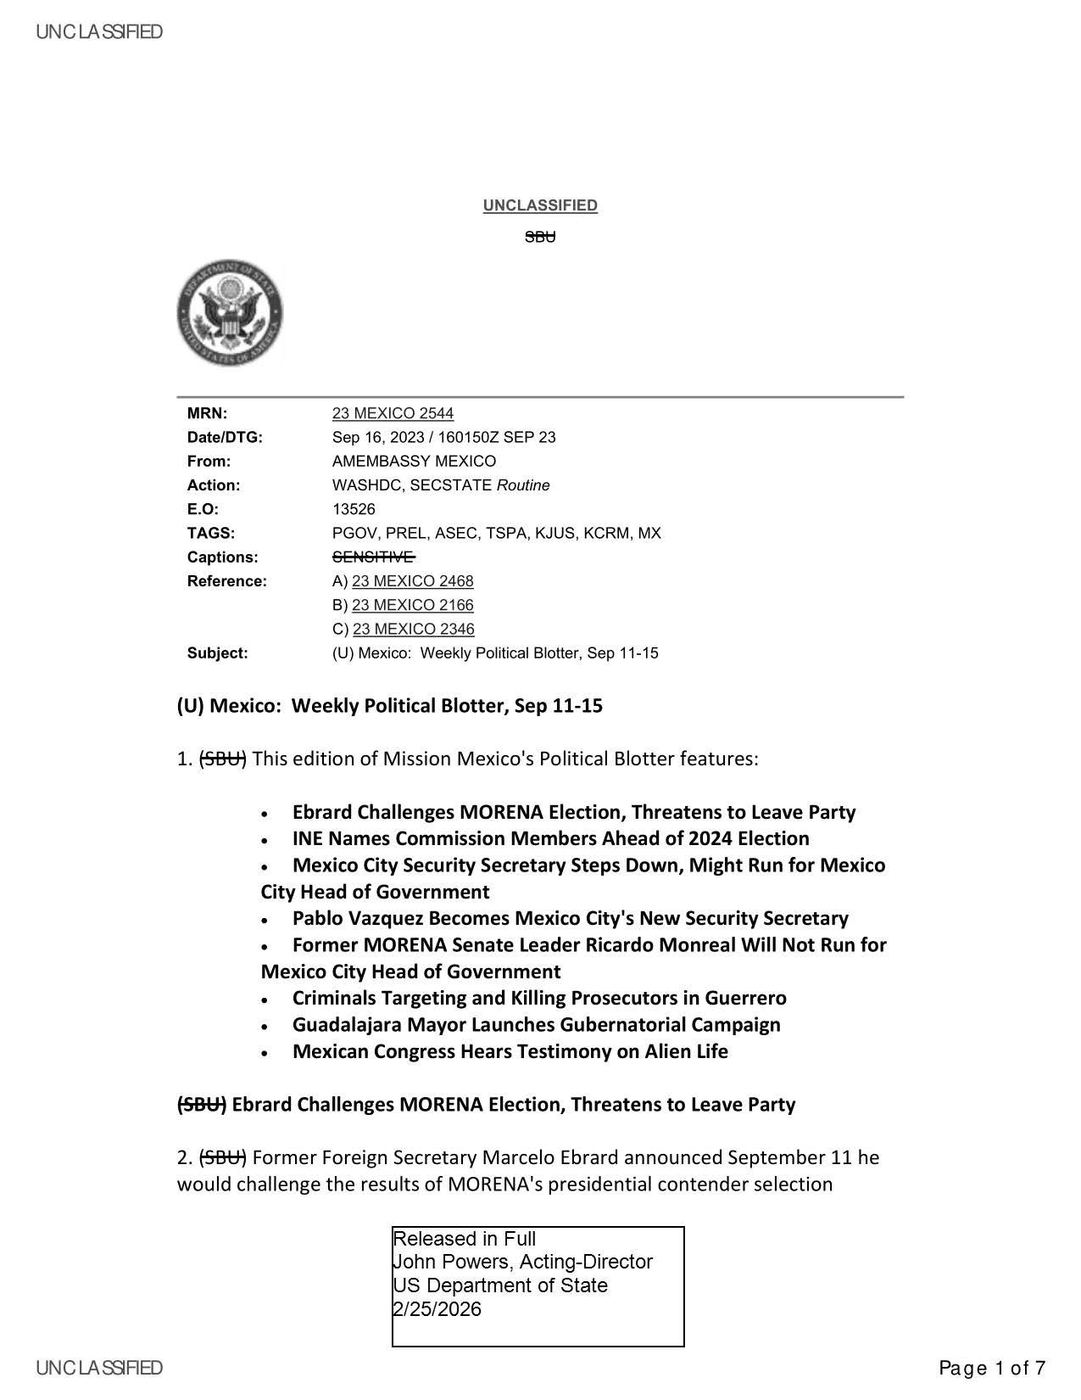 UNCLASSIFIED
UNCLASSIFIED
SBU
DEPARTMENT OF STATE
UNITED STATES OF AMERICA
MRN: 23 MEXICO 2544
Date/DTG: Sep 16, 2023 / 160150Z SEP 23
From: AMEMBASSY MEXICO
Action: WASHDC, SECSTATE Routine
E.O: 13526
TAGS: PGOV, PREL, ASEC, TSPA, KJUS, KCRM, MX
Captions: SENSITIVE
Reference: A) 23 MEXICO 2468
B) 23 MEXICO 2166
C) 23 MEXICO 2346
Subject: (U) Mexico: Weekly Political Blotter, Sep 11-15
(U) Mexico: Weekly Political Blotter, Sep 11-15
1. (SBU) This edition of Mission Mexico's Political Blotter features:
• Ebrard Challenges MORENA Election, Threatens to Leave Party
• INE Names Commission Members Ahead of 2024 Election
• Mexico City Security Secretary Steps Down, Might Run for Mexico
City Head of Government
• Pablo Vazquez Becomes Mexico City's New Security Secretary
• Former MORENA Senate Leader Ricardo Monreal Will Not Run for
Mexico City Head of Government
• Criminals Targeting and Killing Prosecutors in Guerrero
• Guadalajara Mayor Launches Gubernatorial Campaign
• Mexican Congress Hears Testimony on Alien Life
(SBU) Ebrard Challenges MORENA Election, Threatens to Leave Party
2. (SBU) Former Foreign Secretary Marcelo Ebrard announced September 11 he
would challenge the results of MORENA's presidential contender selection
Released in Full
John Powers, Acting-Director
US Department of State
2/25/2026
UNCLASSIFIED
Page 1 of 7